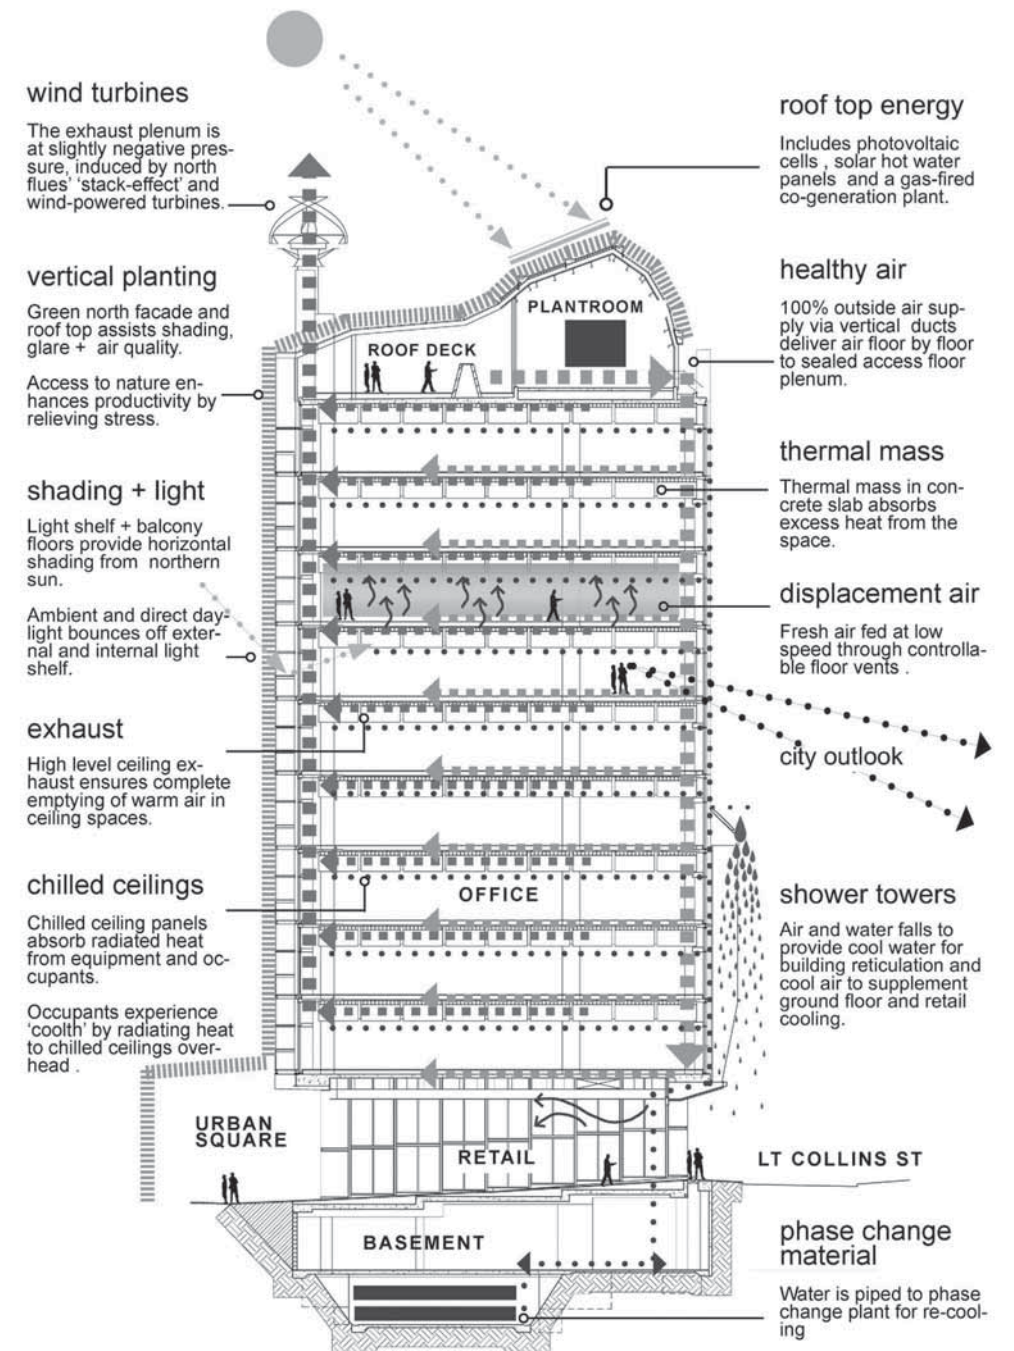 wind turbines
The exhaust plenum is
at slightly negative pres-
sure, induced by north
flues' 'stack-effect' and
wind-powered turbines.
vertical planting
Green north facade and
roof top assists shading,
glare + air quality.
Access to nature en-
hances productivity by
relieving stress.
shading + light
Light shelf + balcony
floors provide horizontal
shading from northern
sun.
Ambient and direct day-
light bounces off exter-
nal and internal light
shelf.
exhaust
High level ceiling ex-
haust ensures complete
emptying of warm air in
ceiling spaces.
chilled ceilings
Chilled ceiling panels
absorb radiated heat
from equipment and oc-
cupants.
Occupants experience
'coolth' by radiating heat
to chilled ceilings over-
head .
PLANTROOM
ROOF DECK
OFFICE
URBAN
SQUARE
RETAIL
LT COLLINS ST
BASEMENT
roof top energy
Includes photovoltaic
cells , solar hot water
panels and a gas-fired
co-generation plant.
healthy air
100% outside air sup-
ply via vertical ducts
deliver air floor by floor
to sealed access floor
plenum.
thermal mass
Thermal mass in con-
crete slab absorbs
excess heat from the
space.
displacement air
Fresh air fed at low
speed through controlla-
ble floor vents .
city outlook
shower towers
Air and water falls to
provide cool water for
building reticulation and
cool air to supplement
ground floor and retail
cooling.
phase change
material
Water is piped to phase
change plant for re-cool-
ing